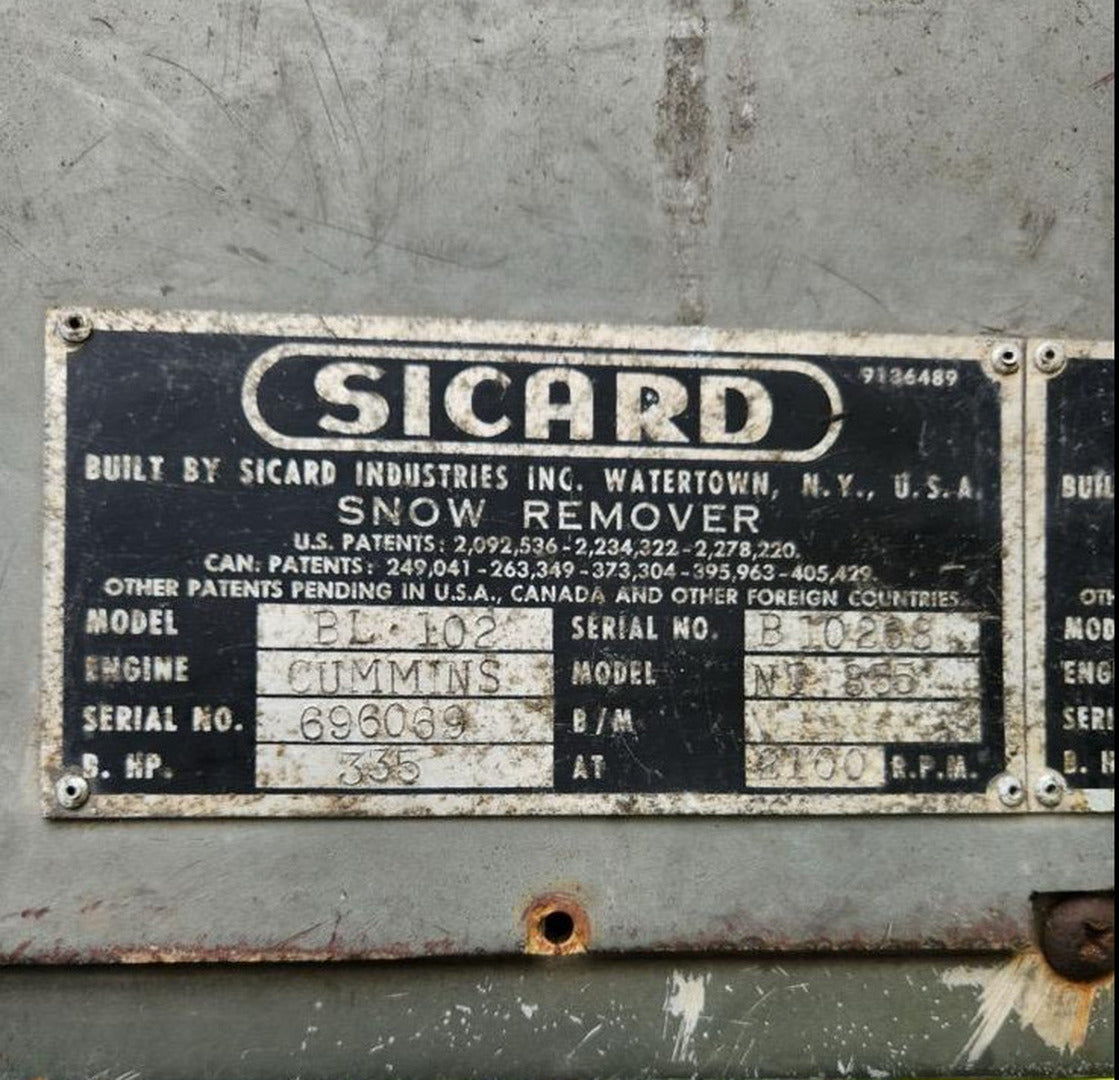 SICARD
9136489
BUILT BY SICARD INDUSTRIES INC. WATERTOWN, N.Y., U.S.A.
SNOW REMOVER
U.S. PATENTS: 2,092,536-2,234,322-2,278,220.
CAN. PATENTS: 249,041-263,349-373,304-395,963-405,429
OTHER PATENTS PENDING IN U.S.A., CANADA AND OTHER FOREIGN COUNTRIES.
MODEL BL-102 SERIAL NO. B10268
ENGINE CUMMINS MODEL
SERIAL NO. 696069 B/M
B. HP. 335 AT 2100 R.P.M.